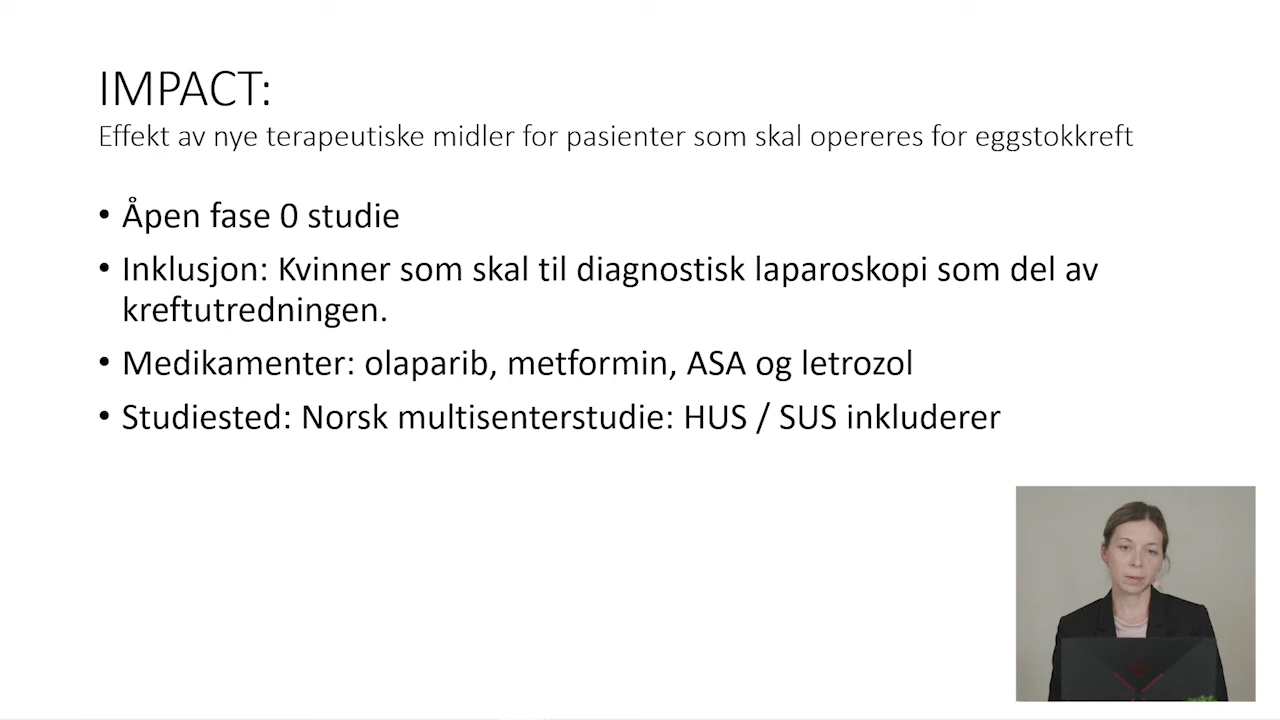 IMPACT:
Effekt av nye terapeutiske midler for pasienter som skal opereres for eggstokkreft
• Åpen fase 0 studie
• Inklusjon: Kvinner som skal til diagnostisk laparoskopi som del av
kreftutredningen.
• Medikamenter: olaparib, metformin, ASA og letrozol
• Studiested: Norsk multisenterstudie: HUS / SUS inkluderer